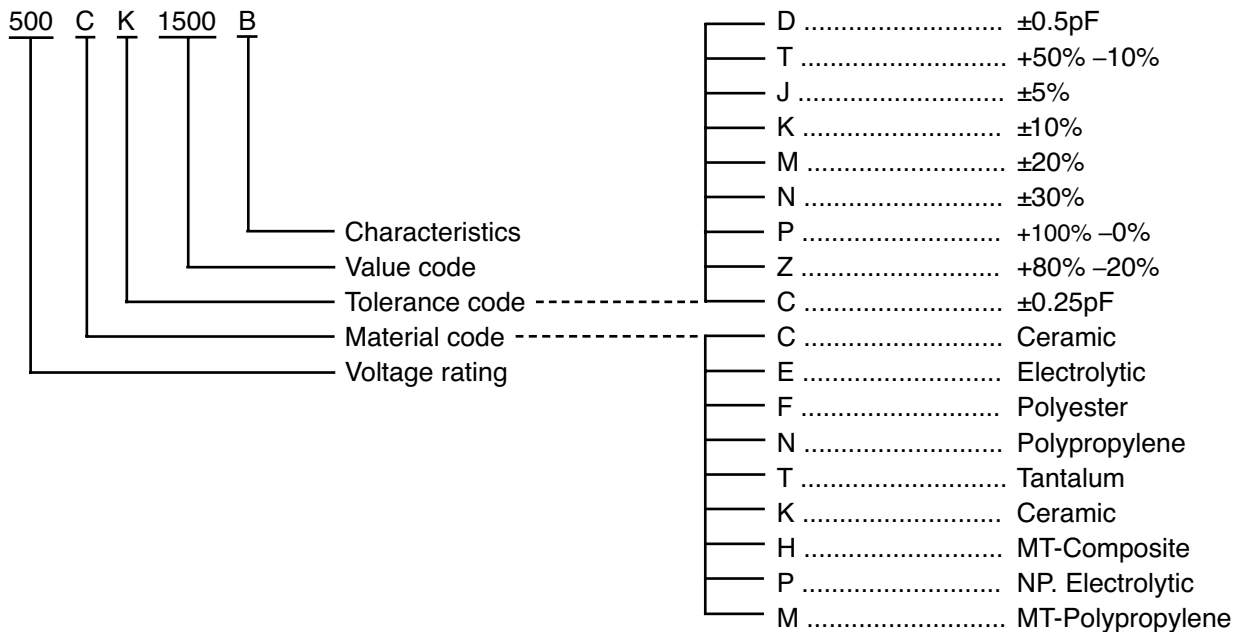 500 C K 1500 B
Characteristics
Value code
Tolerance code
Material code
Voltage rating
D .......................... ±0.5pF
T ........................... +50% –10%
J ........................... ±5%
K .......................... ±10%
M .......................... ±20%
N .......................... ±30%
P .......................... +100% –0%
Z .......................... +80% –20%
C .......................... ±0.25pF
C .......................... Ceramic
E .......................... Electrolytic
F .......................... Polyester
N .......................... Polypropylene
T ........................... Tantalum
K .......................... Ceramic
H .......................... MT-Composite
P .......................... NP. Electrolytic
M .......................... MT-Polypropylene